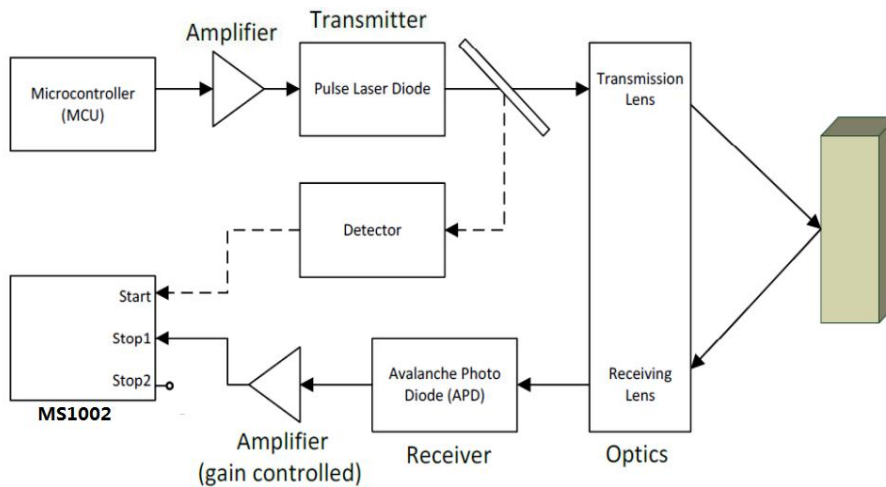 Transmitter
Amplifier
Microcontroller
(MCU)
Pulse Laser Diode
Transmission
Lens
Detector
Start
Stop1
Stop2
MS1002
Avalanche Photo
Diode (APD)
Receiving
Lens
Amplifier
(gain controlled)
Receiver
Optics